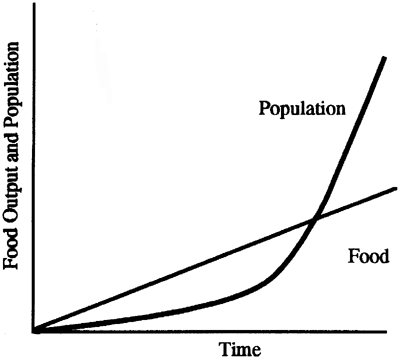 Food Output and Population
Population
Food
Time